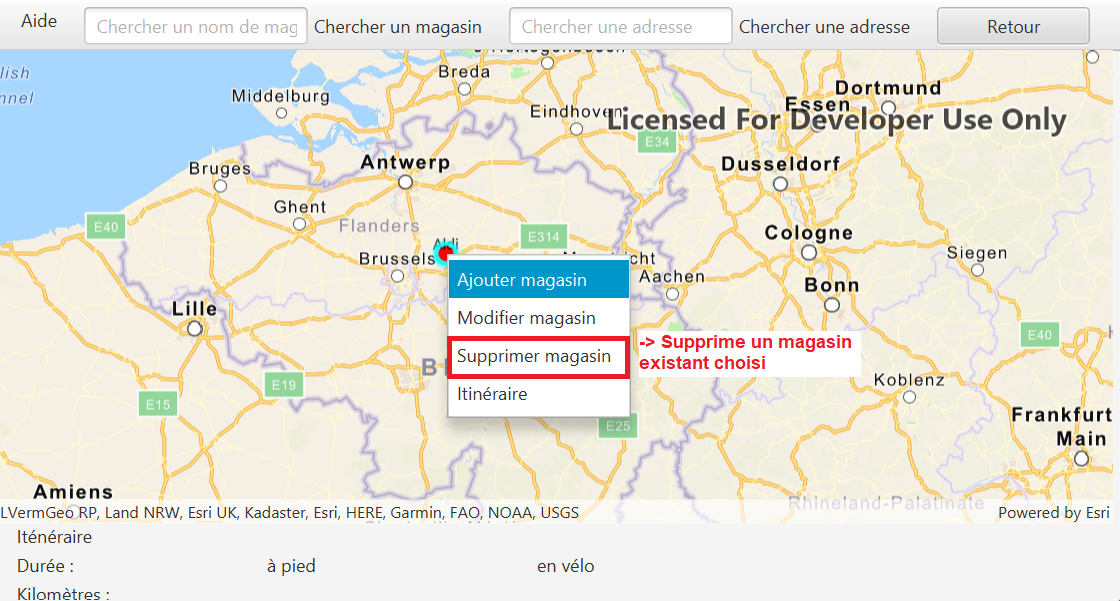 Aide
Chercher un nom de mag
Chercher un magasin
Chercher une adresse
Chercher une adresse
Retour
lish
nnel
Breda
Middelburg
Eindhoven
Dortmund
Essen
Licensed For Developer Use Only
E34
Antwerp
Dusseldorf
Bruges
Ghent
Flanders
E40
E314
Aldi
Cologne
Brussels
cht
Siegen
Aachen
Ajouter magasin
Bonn
Lille
Modifier magasin
E40
Supprimer magasin
-> Supprime un magasin
existant choisi
B
E19
Koblenz
Itinéraire
E15
E25
Frankfurt
Main
Amiens
Rhineland-Palatinate
LVermGeo RP, Land NRW, Esri UK, Kadaster, Esri, HERE, Garmin, FAO, NOAA, USGS
Powered by Esri
Iténéraire
Durée :
à pied
en vélo
Kilomètres :